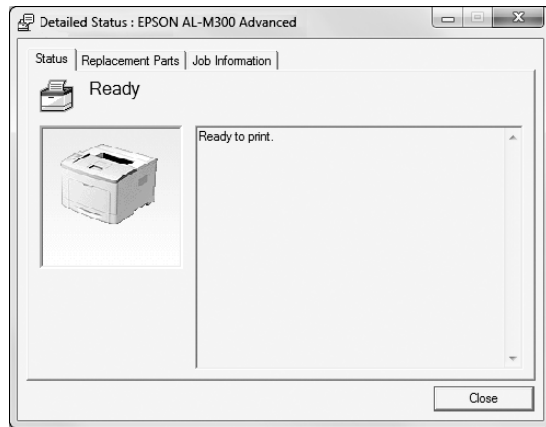 Detailed Status : EPSON AL-M300 Advanced
Status Replacement Parts Job Information
Ready
Ready to print.
Close